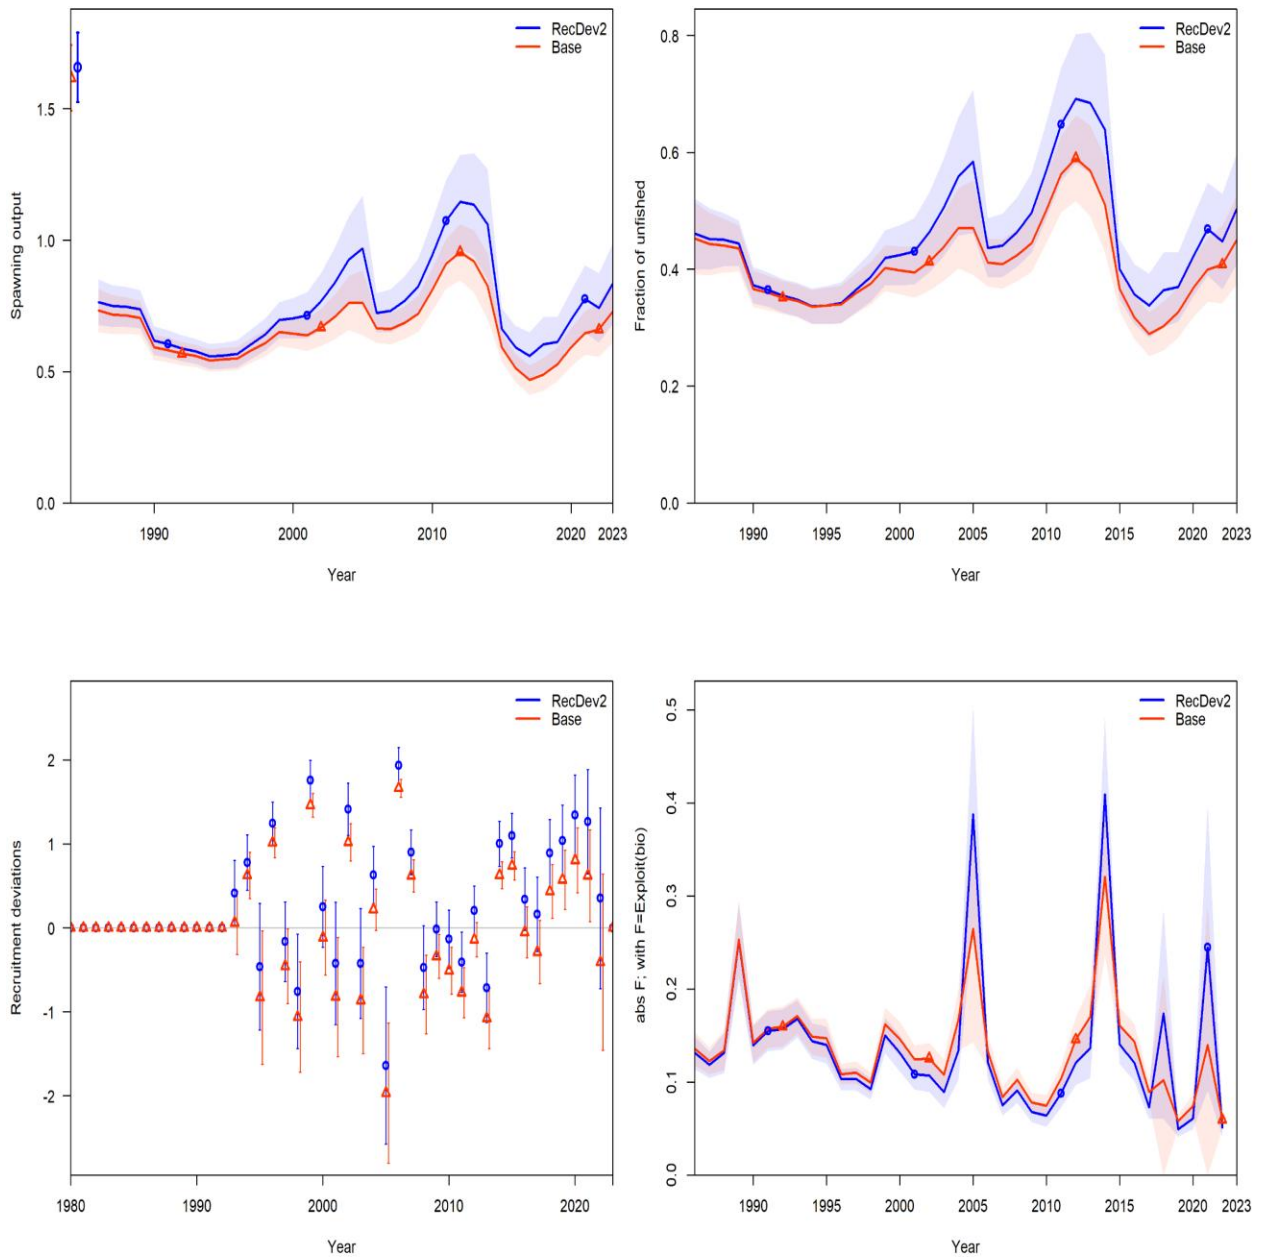 RecDev2
Base
Spawning output
1.5
1.0
0.5
0.0
1990
2000
2010
2020 2023
Year
RecDev2
Base
Fraction of unfished
0.8
0.6
0.4
0.2
0.0
1990
1995
2000
2005
2010
2015
2020
2023
Year
RecDev2
Base
Recruitment deviations
2
1
0
-1
-2
1980
1990
2000
2010
2020
Year
RecDev2
Base
abs F; with F=Exploit(bio)
0.5
0.4
0.3
0.2
0.1
0.0
1990
1995
2000
2005
2010
2015
2020
2023
Year